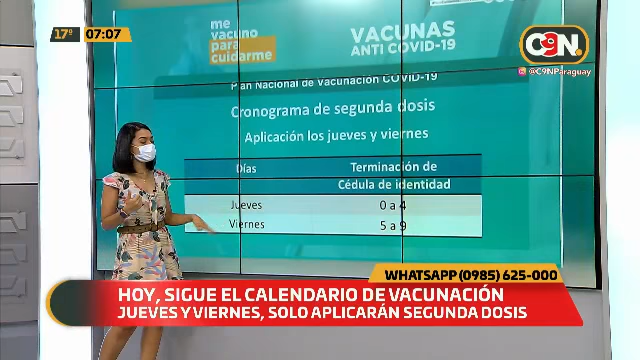 17º 07:07
me
vacuno
para
cuidarme
VACUNAS
ANTI COVID-19
C9N
@C9NParaguay
Plan Nacional de Vacunación COVID-19
Cronograma de segunda dosis
Aplicación los jueves y viernes
Días Terminación de
Cédula de identidad
Jueves 0 a 4
Viernes 5 a 9
WHATSAPP (0985) 625-000
HOY, SIGUE EL CALENDARIO DE VACUNACIÓN
JUEVES Y VIERNES, SOLO APLICARÁN SEGUNDA DOSIS